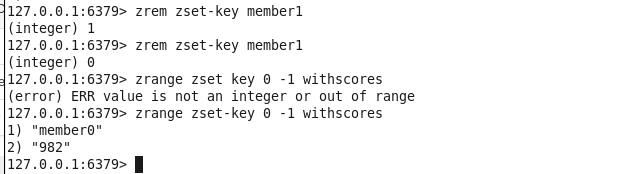 127.0.0.1:6379> zrem zset-key member1
(integer) 1
127.0.0.1:6379> zrem zset-key member1
(integer) 0
127.0.0.1:6379> zrange zset key 0 -1 withscores
(error) ERR value is not an integer or out of range
127.0.0.1:6379> zrange zset-key 0 -1 withscores
1) "member0"
2) "982"
127.0.0.1:6379>